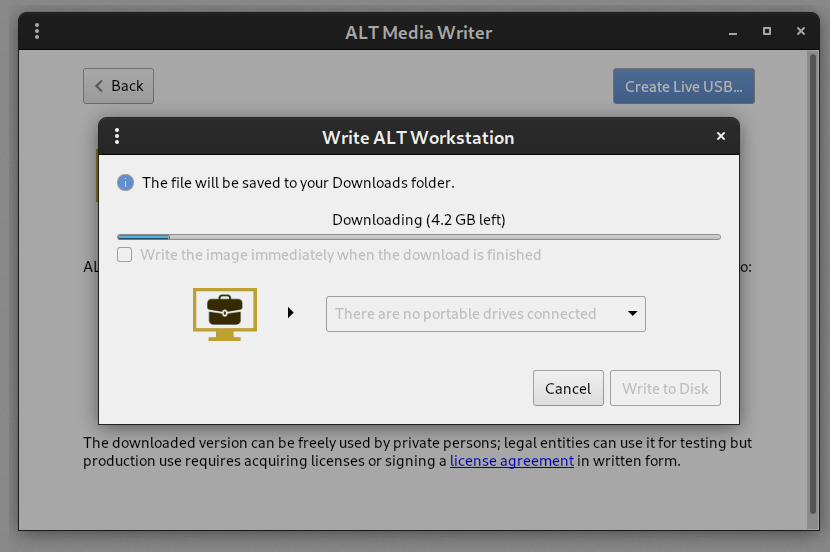 ALT Media Writer
Back
Create Live USB...
Write ALT Workstation
The file will be saved to your Downloads folder.
Downloading (4.2 GB left)
Write the image immediately when the download is finished
AL
o:
There are no portable drives connected
Cancel
Write to Disk
The downloaded version can be freely used by private persons; legal entities can use it for testing but
production use requires acquiring licenses or signing a license agreement in written form.